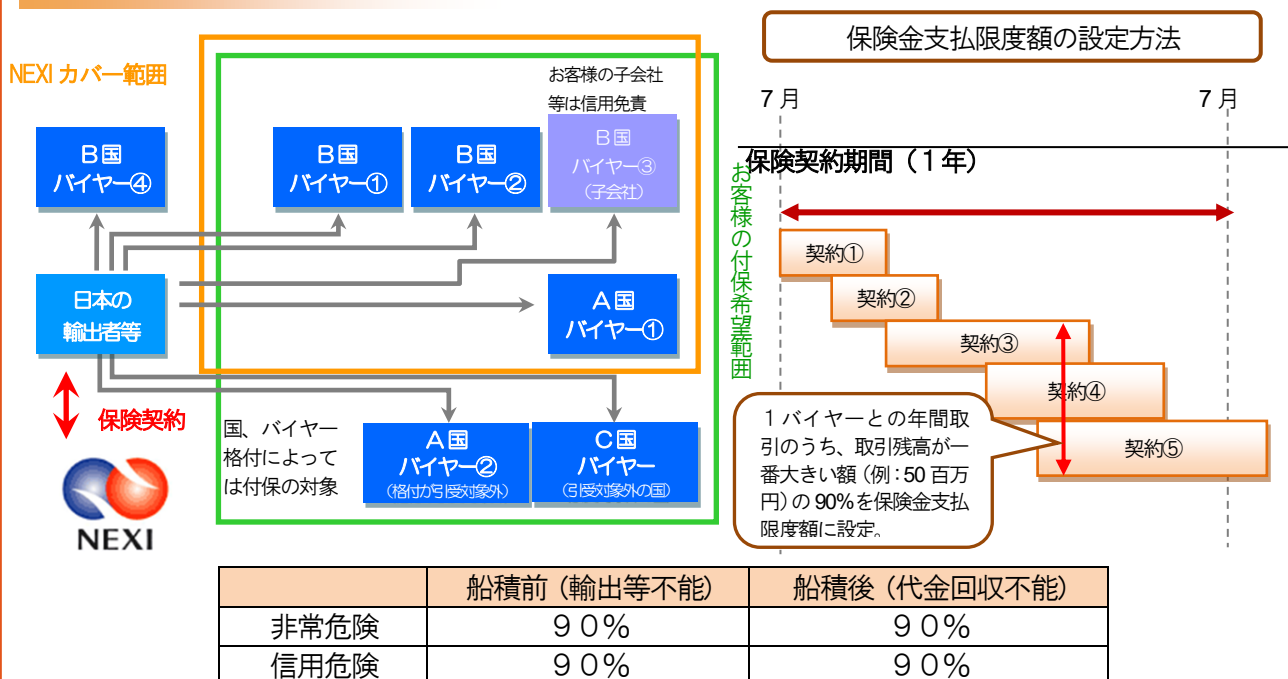 保険金支払限度額の設定方法
NEXIカバー範囲
お客様の子会社
等は信用免責
B国
バイヤー④
B国
バイヤー①
B国
バイヤー②
B国
バイヤー③
(子会社)
日本の
輸出者等
A国
バイヤー①
保険契約
NEXI
国、バイヤー
格付によって
は付保の対象
A国
バイヤー②
(格付が引受対象外)
C国
バイヤー
(引受対象外の国)
お客様の付保希望範囲
7月
7月
保険契約期間(1年)
契約①
契約②
契約③
契約④
契約⑤
1バイヤーとの年間取
引のうち、取引残高が一
番大きい額(例:50百万
円)の90%を保険金支払
限度額に設定。
船積前(輸出等不能) 船積後(代金回収不能)
非常危険 90% 90%
信用危険 90% 90%